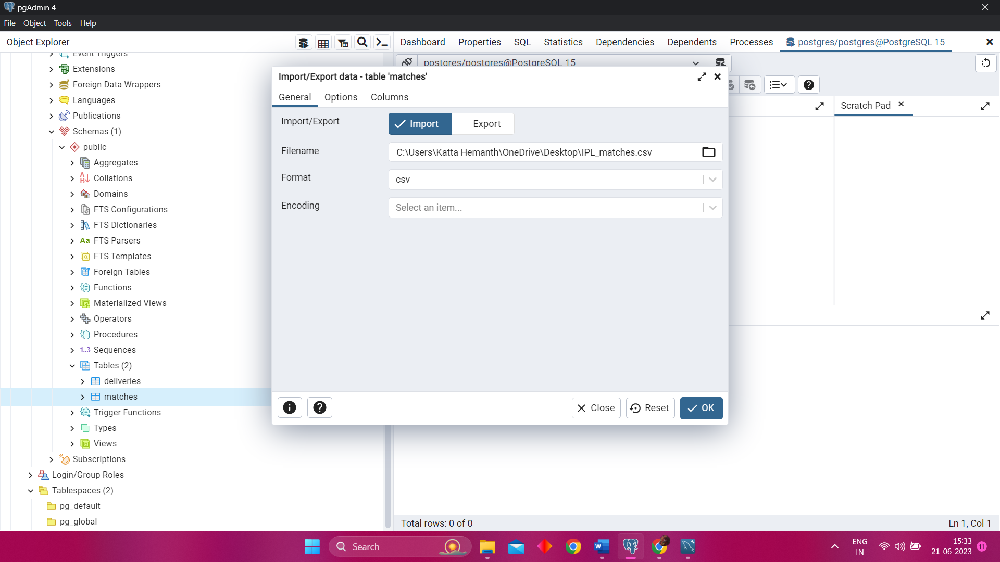 pgAdmin 4
File Object Tools Help
Object Explorer
Dashboard Properties SQL Statistics Dependencies Dependents Processes postgres/postgres@PostgreSQL 15
postgres/postgres@PostgreSQL 15
Event Triggers
Extensions
Foreign Data Wrappers
Languages
Publications
Schemas (1)
public
Aggregates
Collations
Domains
FTS Configurations
FTS Dictionaries
Aa FTS Parsers
FTS Templates
Foreign Tables
Functions
Materialized Views
Operators
Procedures
1..3 Sequences
Tables (2)
deliveries
matches
Trigger Functions
Types
Views
Subscriptions
Login/Group Roles
Tablespaces (2)
pg_default
pg_global
Import/Export data - table 'matches'
General Options Columns
Import/Export Import Export
Filename C:\Users\Katta Hemanth\OneDrive\Desktop\IPL_matches.csv
Format csv
Encoding Select an item...
Close Reset OK
Scratch Pad
Total rows: 0 of 0
Ln 1, Col 1
Search
ENG
IN
15:33
21-06-2023
11